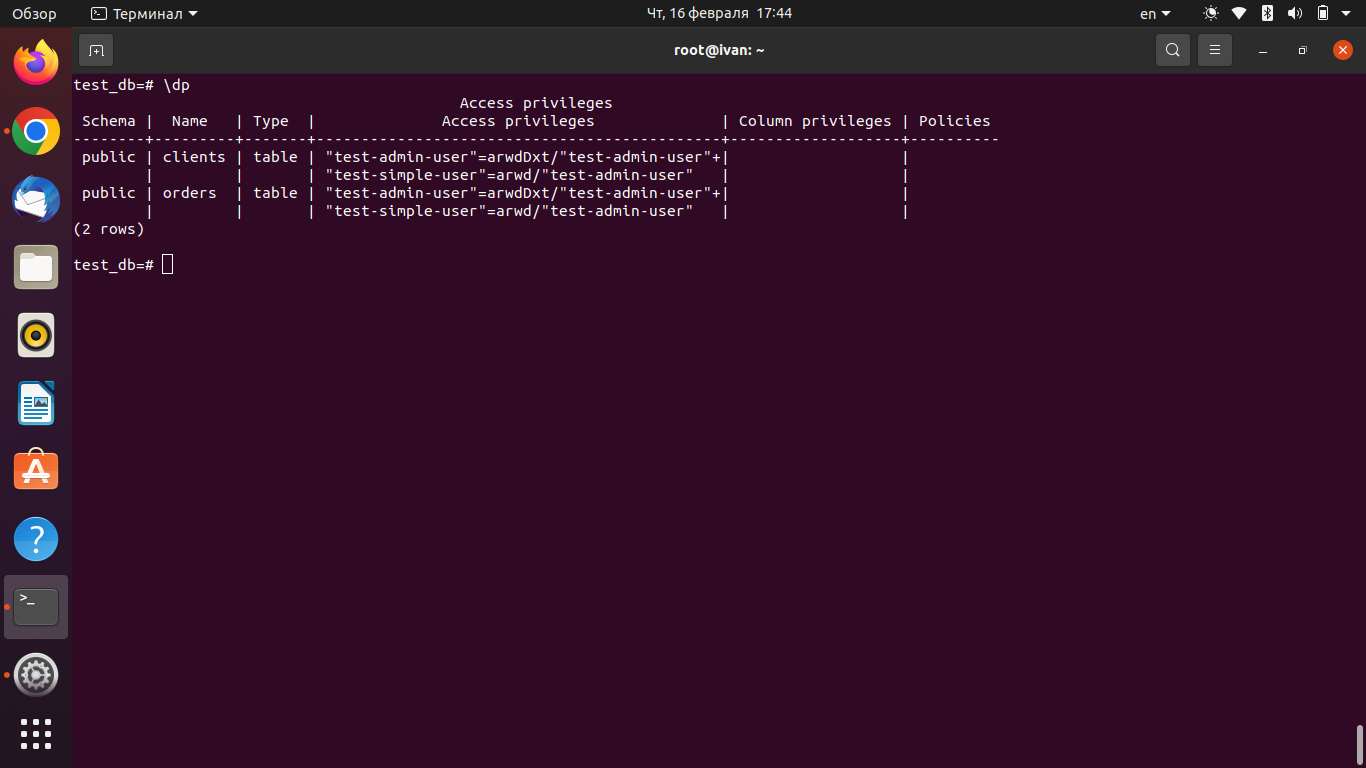 Обзор
Терминал
Чт, 16 февраля 17:44
en
root@ivan: ~
test_db=# \dp
                                           Access privileges
 Schema |  Name   | Type  |              Access privileges              | Column privileges | Policies
--------+---------+-------+---------------------------------------------+-------------------+----------
 public | clients | table | "test-admin-user"=arwdDxt/"test-admin-user"+|                   |
        |         |       | "test-simple-user"=arwd/"test-admin-user"   |                   |
 public | orders  | table | "test-admin-user"=arwdDxt/"test-admin-user"+|                   |
        |         |       | "test-simple-user"=arwd/"test-admin-user"   |                   |
(2 rows)
test_db=#